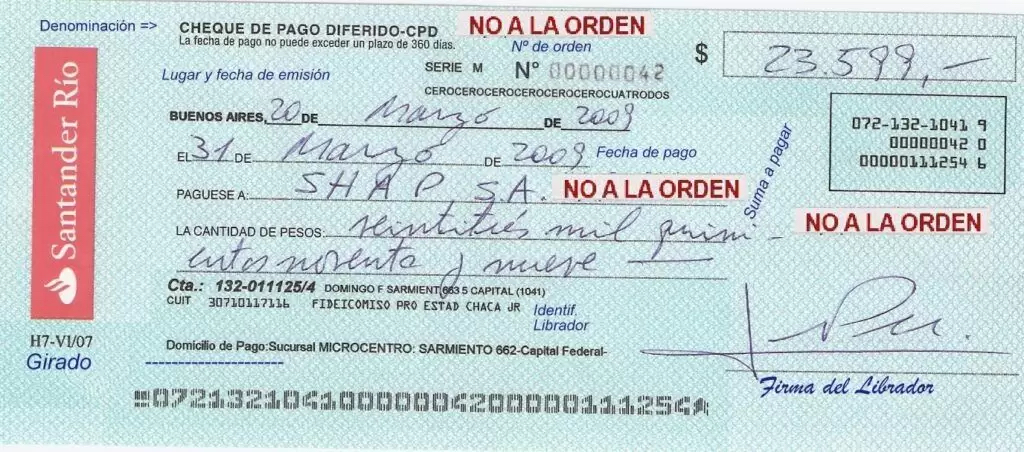 Denominación => CHEQUE DE PAGO DIFERIDO-CPD NO A LA ORDEN
La fecha de pago no puede exceder un plazo de 360 días.
Nº de orden
SERIE M Nº 00000042 $ 23.599,—
Lugar y fecha de emisión
CEROCEROCEROCEROCEROCEROCUATRODOS
BUENOS AIRES, 20 DE Marzo DE 2009
EL 31 DE Marzo DE 2009 Fecha de pago
PAGUESE A: SHAP S.A. NO A LA ORDEN
LA CANTIDAD DE PESOS: veintitrés mil quini-
entos noventa y nueve
Suma a pagar
072-132-1041 9
00000042 0
00000111254 6
NO A LA ORDEN
Cta.: 132-011125/4 DOMINGO F SARMIENT 663 5 CAPITAL (1041)
CUIT 30710117116 FIDEICOMISO PRO ESTAD CHACA JR
Identif.
Librador
Domicilio de Pago:Sucursal MICROCENTRO: SARMIENTO 662-Capital Federal-
Firma del Librador
Santander Río
H7-VI/07
Girado
07213210410000004200000111254